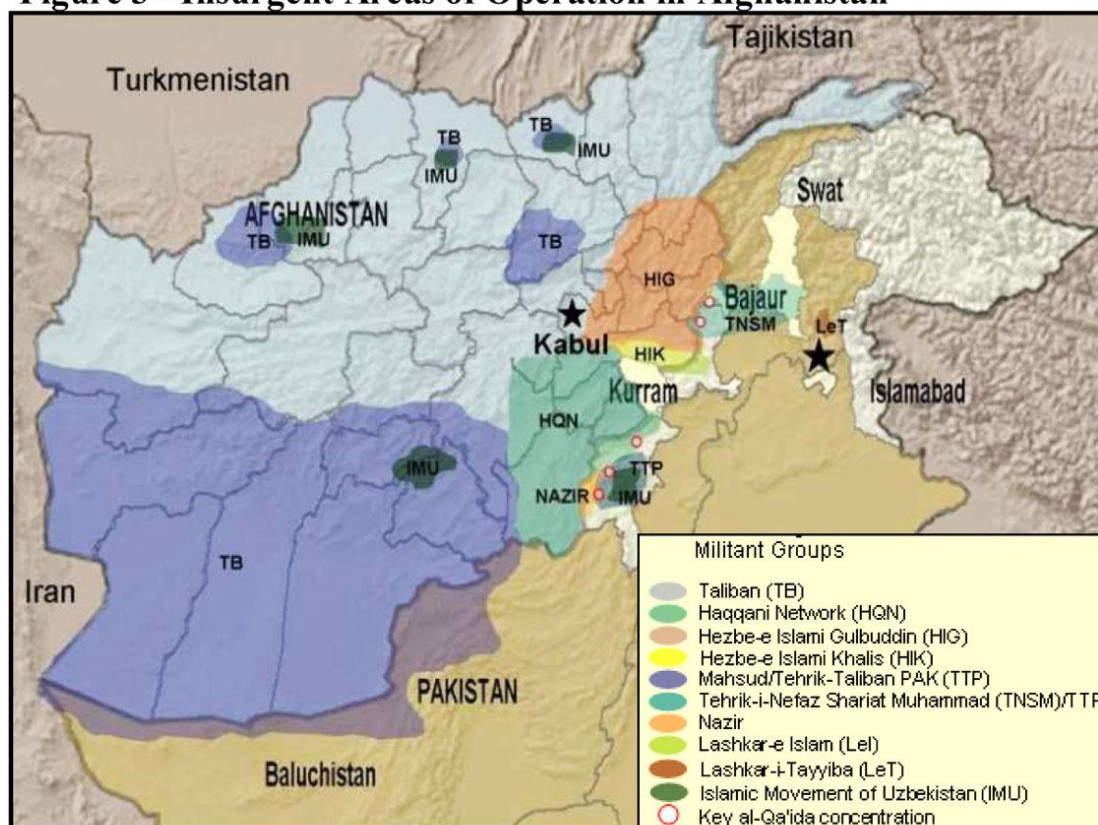 Figure 3 - Insurgent Areas of Operation in Afghanistan
Tajikistan
Turkmenistan
TB
TB
IMU
IMU
Swat
AFGHANISTAN
TB
IMU
TB
HIG
Bajaur
TNSM
LeT
Kabul
HIK
Kurram
Islamabad
HQN
IMU
TTP
NAZIR
IMU
TB
Iran
PAKISTAN
Baluchistan
Militant Groups
Taliban (TB)
Haqqani Network (HQN)
Hezbe-e Islami Gulbuddin (HIG)
Hezbe-e Islami Khalis (HIK)
Mahsud/Tehrik-Taliban PAK (TTP)
Tehrik-i-Nefaz Shariat Muhammad (TNSM)/TTP
Nazir
Lashkar-e Islam (LeI)
Lashkar-i-Tayyiba (LeT)
Islamic Movement of Uzbekistan (IMU)
Key al-Qa'ida concentration